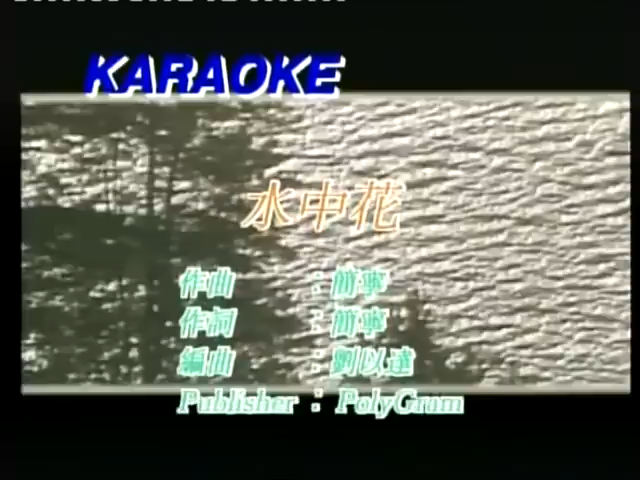 KARAOKE
水中花
作曲 : 簡寧
作詞 : 簡寧
編曲 : 劉以達
Publisher : PolyGram